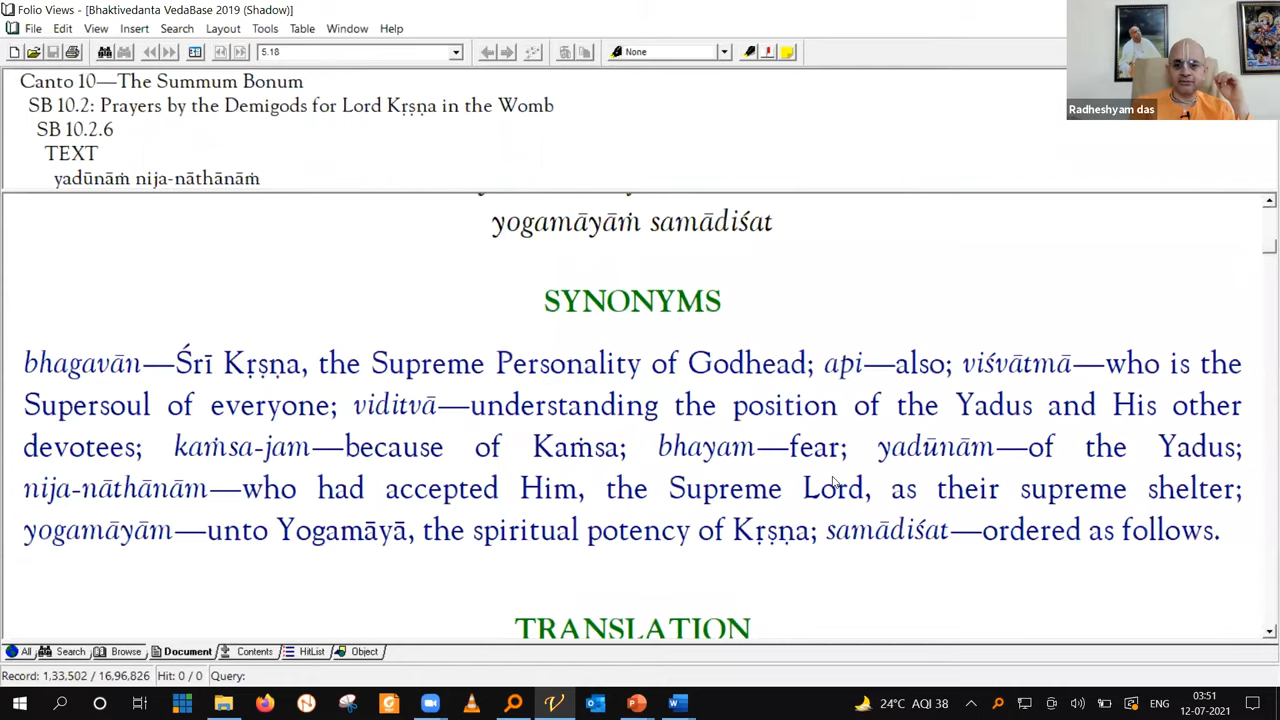 Folio Views - [Bhaktivedanta VedaBase 2019 (Shadow)]
File Edit View Insert Search Layout Tools Table Window Help
5.18 None
Canto 10—The Summum Bonum
SB 10.2: Prayers by the Demigods for Lord Kṛṣṇa in the Womb
SB 10.2.6
TEXT
yadūnāṁ nija-nāthānāṁ
Radheshyam das
yogamāyāṁ samādiśat
SYNONYMS
bhagavān—Śrī Kṛṣṇa, the Supreme Personality of Godhead; api—also; viśvātmā—who is the
Supersoul of everyone; viditvā—understanding the position of the Yadus and His other
devotees; kaṁsa-jam—because of Kaṁsa; bhayam—fear; yadūnām—of the Yadus;
nija-nāthānām—who had accepted Him, the Supreme Lord, as their supreme shelter;
yogamāyām—unto Yogamāyā, the spiritual potency of Kṛṣṇa; samādiśat—ordered as follows.
TRANSLATION
All Search Browse Document Contents HitList Object
Record: 1,33,502 / 16,96,826 Hit: 0 / 0 Query:
24°C AQI 38 ENG 03:51
12-07-2021